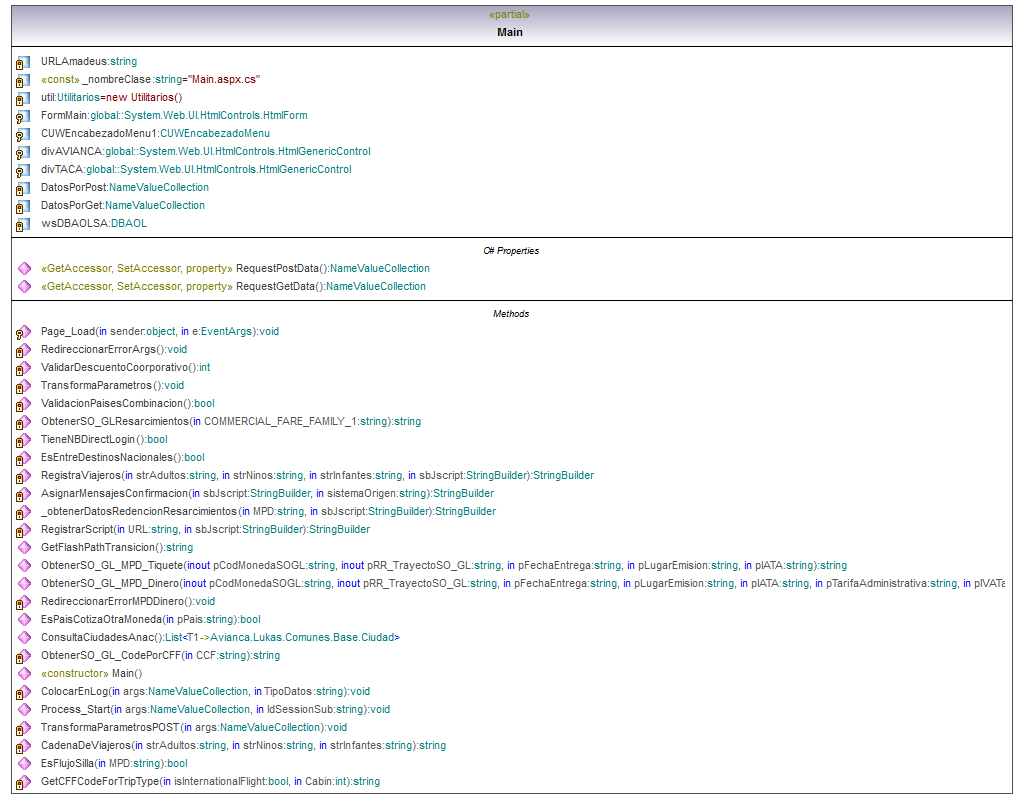 «partial»
Main
URLAmadeus:string
«const» _nombreClase:string="Main.aspx.cs"
util:Utilitarios=new Utilitarios()
FormMain:global::System.Web.UI.HtmlControls.HtmlForm
CUWEncabezadoMenu1:CUWEncabezadoMenu
divAVIANCA:global::System.Web.UI.HtmlControls.HtmlGenericControl
divTACA:global::System.Web.UI.HtmlControls.HtmlGenericControl
DatosPorPost:NameValueCollection
DatosPorGet:NameValueCollection
wsDBAOLSA:DBAOL
C# Properties
«GetAccessor, SetAccessor, property» RequestPostData():NameValueCollection
«GetAccessor, SetAccessor, property» RequestGetData():NameValueCollection
Methods
Page_Load(in sender:object, in e:EventArgs):void
RedireccionarErrorArgs():void
ValidarDescuentoCoorporativo():int
TransformaParametros():void
ValidacionPaisesCombinacion():bool
ObtenerSO_GLResarcimientos(in COMMERCIAL_FARE_FAMILY_1:string):string
TieneNBDirectLogin():bool
EsEntreDestinosNacionales():bool
RegistraViajeros(in strAdultos:string, in strNinos:string, in strInfantes:string, in sbJscript:StringBuilder):StringBuilder
AsignarMensajesConfirmacion(in sbJscript:StringBuilder, in sistemaOrigen:string):StringBuilder
_obtenerDatosRedencionResarcimientos(in MPD:string, in sbJscript:StringBuilder):StringBuilder
RegistrarScript(in URL:string, in sbJscript:StringBuilder):StringBuilder
GetFlashPathTransicion():string
ObtenerSO_GL_MPD_Tiquete(inout pCodMonedaSOGL:string, inout pRR_TrayectoSO_GL:string, in pFechaEntrega:string, in pLugarEmision:string, in pIATA:string):string
ObtenerSO_GL_MPD_Dinero(inout pCodMonedaSOGL:string, inout pRR_TrayectoSO_GL:string, in pFechaEntrega:string, in pLugarEmision:string, in pIATA:string, in pTarifaAdministrativa:string, in pIVATa
RedireccionarErrorMPDDinero():void
EsPaisCotizaOtraMoneda(in pPais:string):bool
ConsultaCiudadesAnac():List<T1->Avianca.Lukas.Comunes.Base.Ciudad>
ObtenerSO_GL_CodePorCFF(in CCF:string):string
«constructor» Main()
ColocarEnLog(in args:NameValueCollection, in TipoDatos:string):void
Process_Start(in args:NameValueCollection, in IdSessionSub:string):void
TransformaParametrosPOST(in args:NameValueCollection):void
CadenaDeViajeros(in strAdultos:string, in strNinos:string, in strInfantes:string):string
EsFlujoSilla(in MPD:string):bool
GetCFFCodeForTripType(in isInternationalFlight:bool, in Cabin:int):string